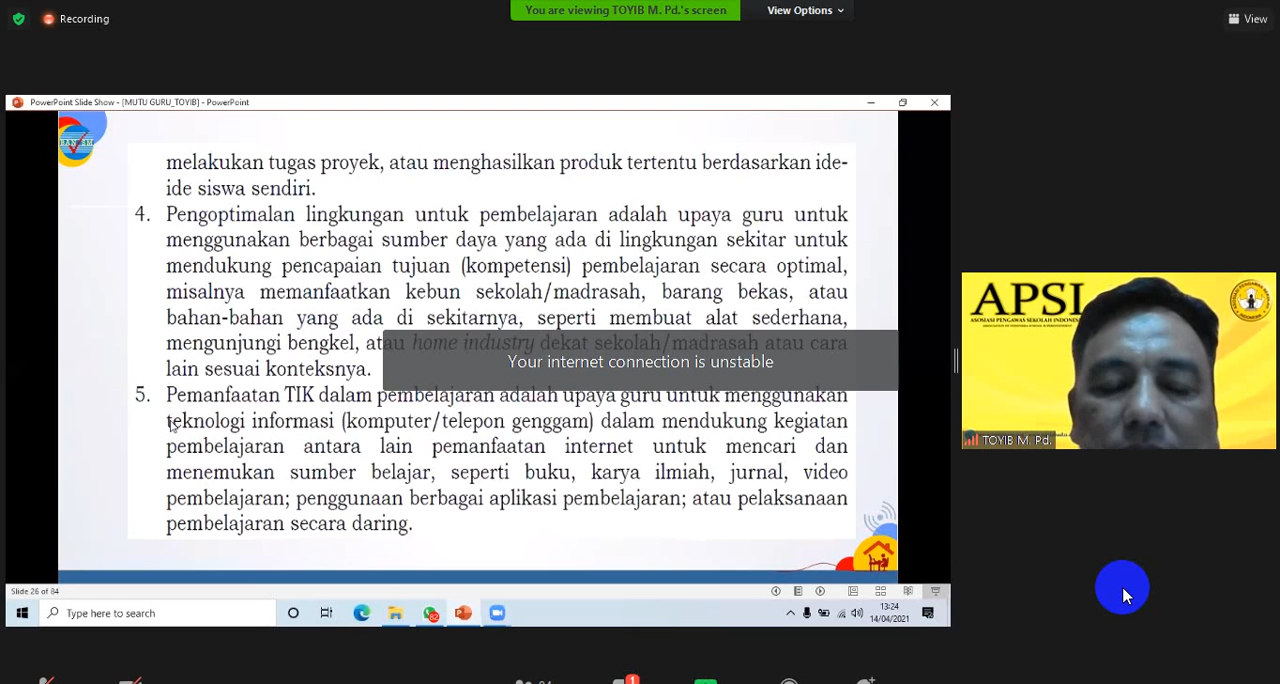 Recording
You are viewing TOYIB M. Pd.'s screen
View Options
View
PowerPoint Slide Show - [MUTU GURU_TOYIB] - PowerPoint
melakukan tugas proyek, atau menghasilkan produk tertentu berdasarkan ide-
ide siswa sendiri.
4. Pengoptimalan lingkungan untuk pembelajaran adalah upaya guru untuk
menggunakan berbagai sumber daya yang ada di lingkungan sekitar untuk
mendukung pencapaian tujuan (kompetensi) pembelajaran secara optimal,
misalnya memanfaatkan kebun sekolah/madrasah, barang bekas, atau
bahan-bahan yang ada di sekitarnya, seperti membuat alat sederhana,
mengunjungi bengkel, atau home industry dekat sekolah/madrasah atau cara
lain sesuai konteksnya.
Your internet connection is unstable
5. Pemanfaatan TIK dalam pembelajaran adalah upaya guru untuk menggunakan
teknologi informasi (komputer/telepon genggam) dalam mendukung kegiatan
pembelajaran antara lain pemanfaatan internet untuk mencari dan
menemukan sumber belajar, seperti buku, karya ilmiah, jurnal, video
pembelajaran; penggunaan berbagai aplikasi pembelajaran; atau pelaksanaan
pembelajaran secara daring.
Slide 26 of 84
Type here to search
13:24
14/04/2021
APSI
ASOSIASI PENGAWAS SEKOLAH INDONESIA
TOYIB M. Pd.
1